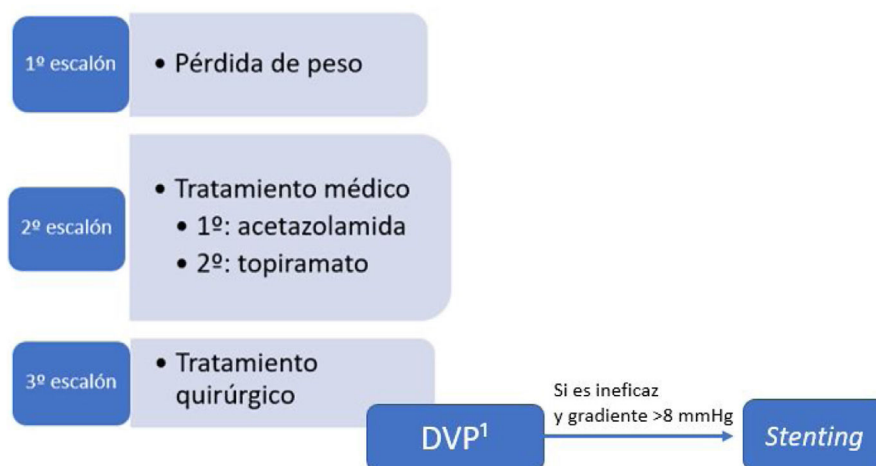 1º escalón
• Pérdida de peso
2º escalón
• Tratamiento médico
• 1º: acetazolamida
• 2º: topiramato
3º escalón
• Tratamiento
quirúrgico
DVP¹
Si es ineficaz
y gradiente >8 mmHg
Stenting